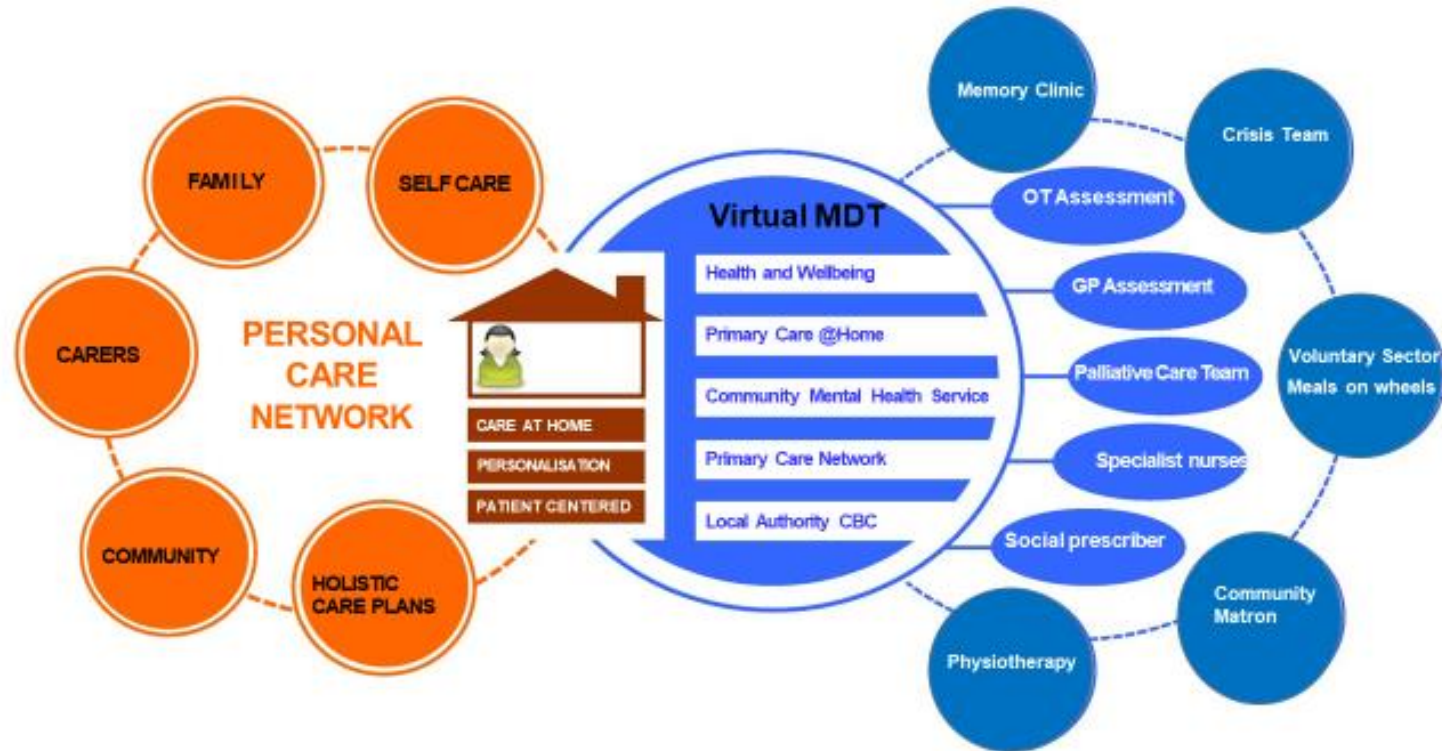 FAMILY
SELF CARE
CARERS
PERSONAL
CARE
NETWORK
COMMUNITY
HOLISTIC
CARE PLANS
CARE AT HOME
PERSONALISATION
PATIENT CENTERED
Virtual MDT
Health and Wellbeing
Primary Care @Home
Community Mental Health Service
Primary Care Network
Local Authority CBC
OT Assessment
GP Assessment
Palliative Care Team
Specialist nurses
Social prescriber
Memory Clinic
Crisis Team
Voluntary Sector
Meals on wheels
Community
Matron
Physiotherapy